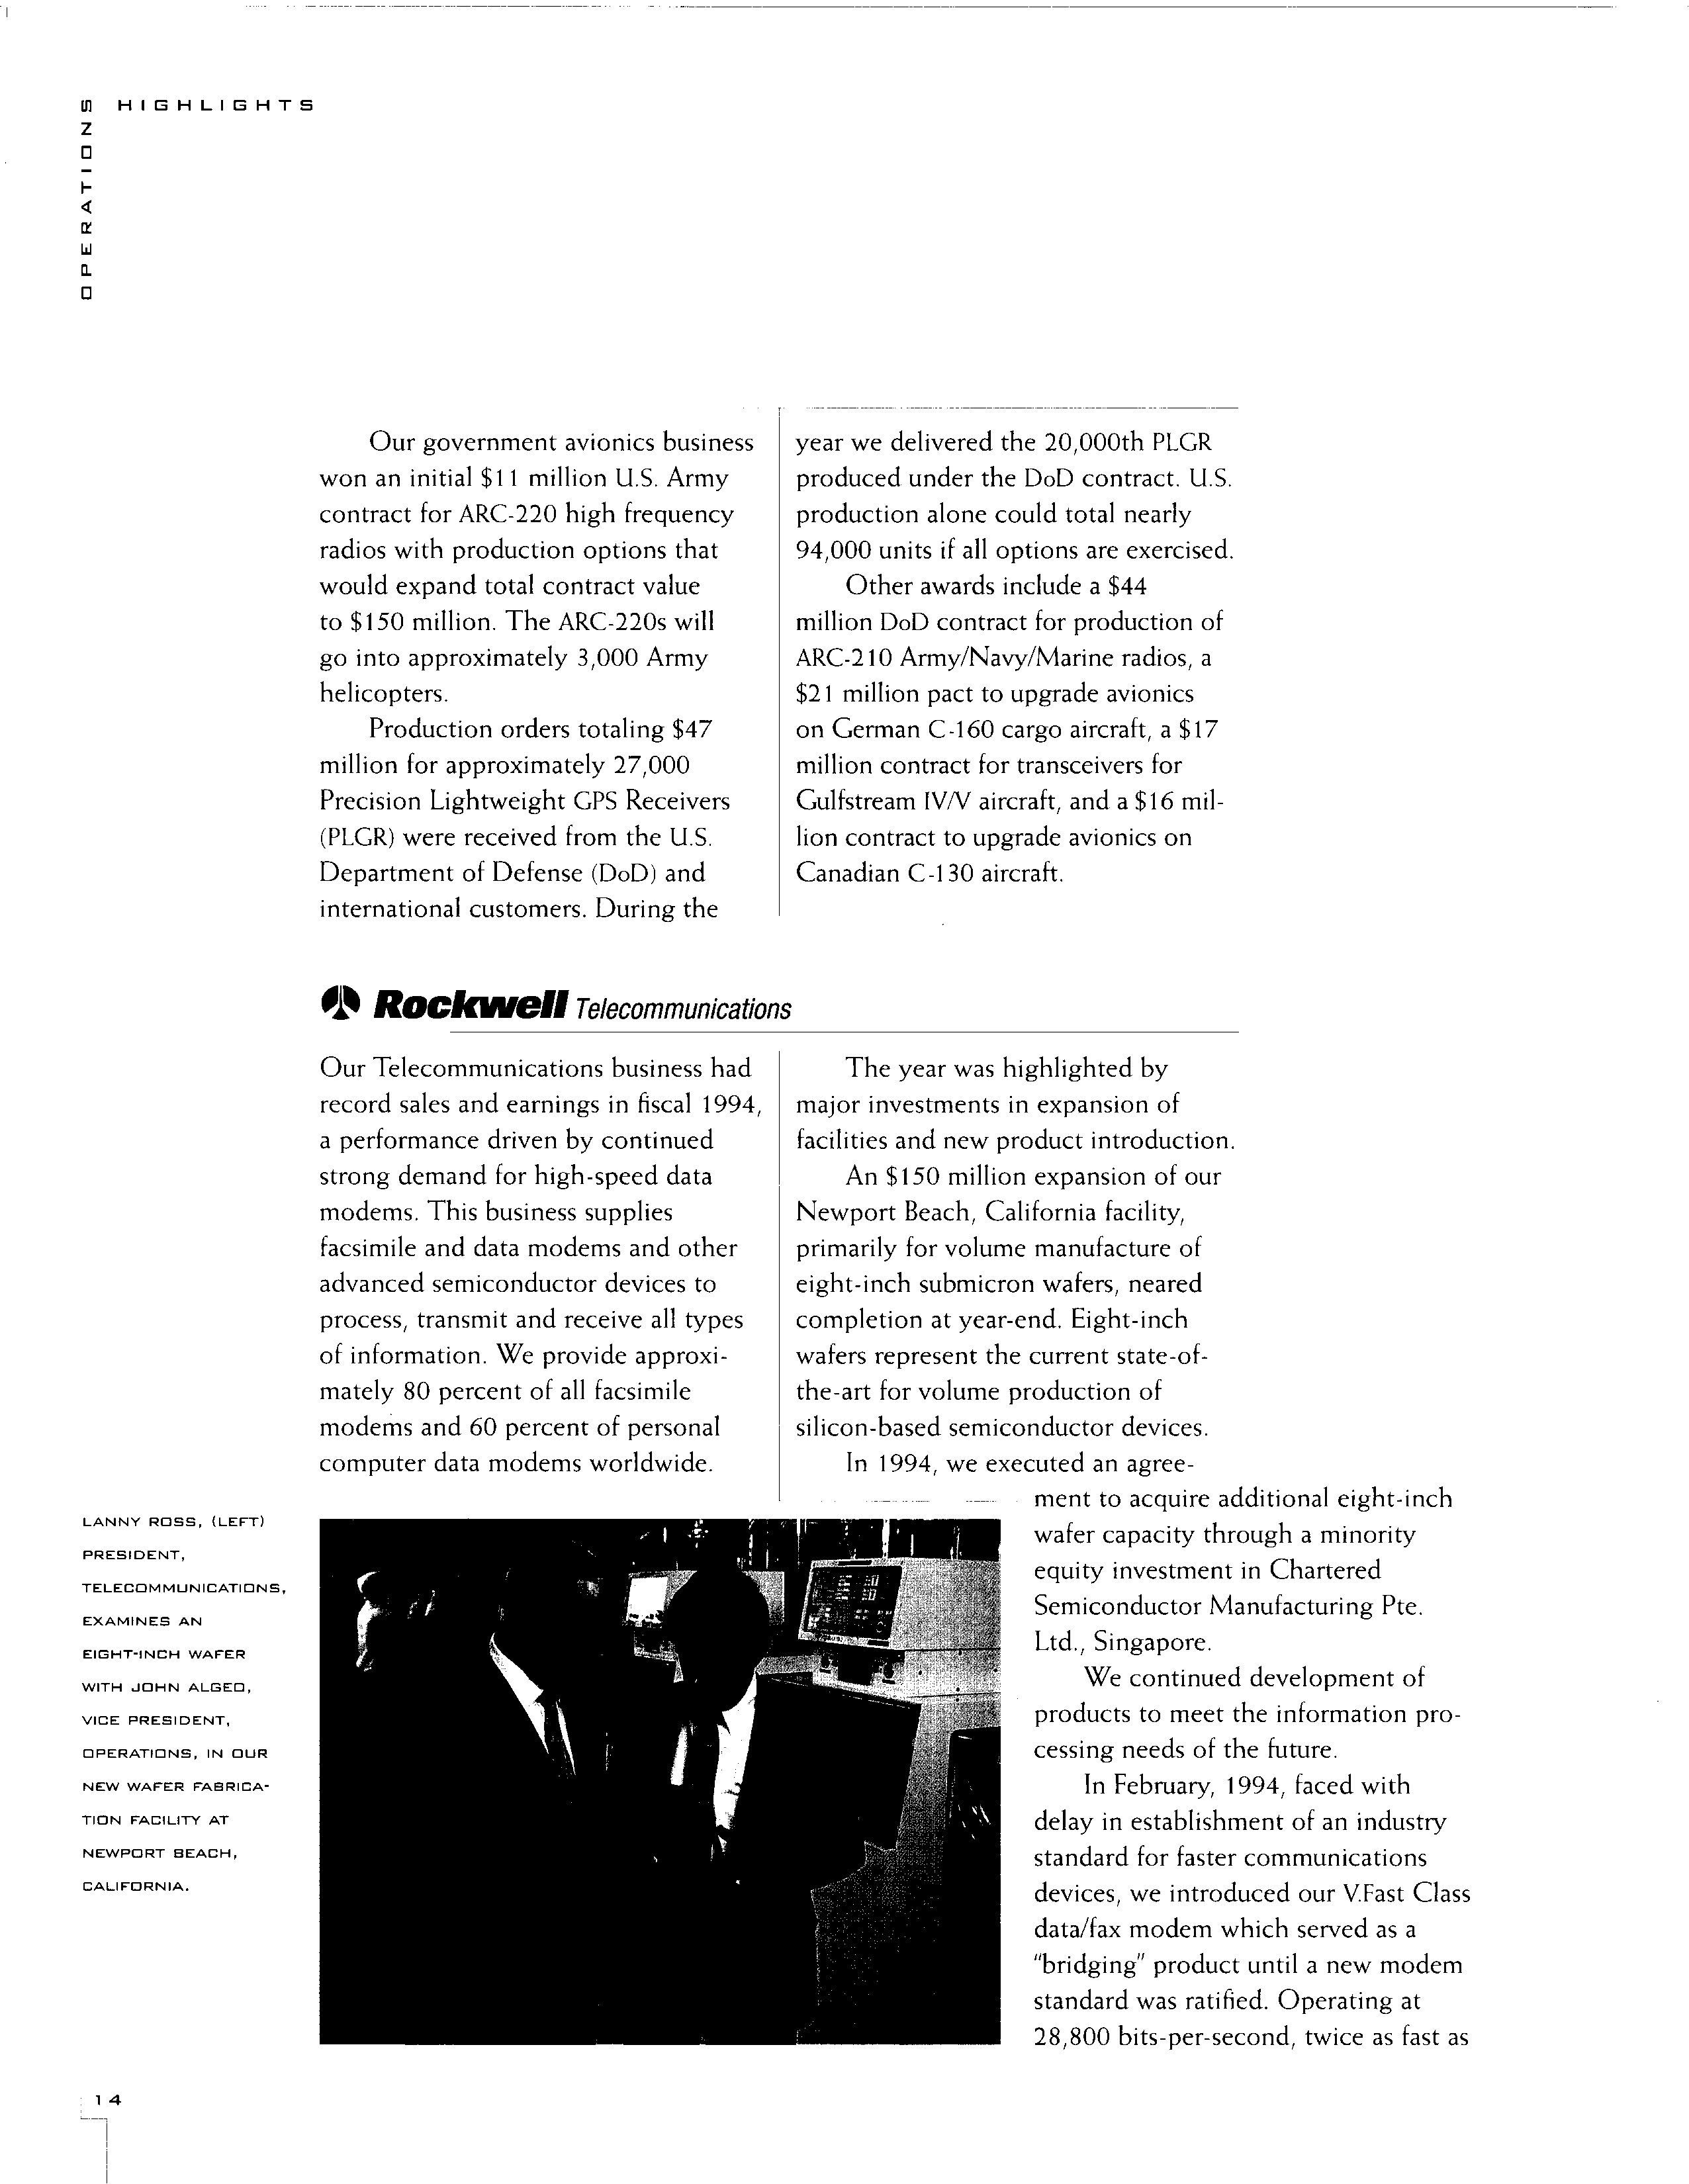 OPERATIONS HIGHLIGHTS
Our government avionics business
won an initial $11 million U.S. Army
contract for ARC-220 high frequency
radios with production options that
would expand total contract value
to $150 million. The ARC-220s will
go into approximately 3,000 Army
helicopters.
Production orders totaling $47
million for approximately 27,000
Precision Lightweight GPS Receivers
(PLGR) were received from the U.S.
Department of Defense (DoD) and
international customers. During the
year we delivered the 20,000th PLGR
produced under the DoD contract. U.S.
production alone could total nearly
94,000 units if all options are exercised.
Other awards include a $44
million DoD contract for production of
ARC-210 Army/Navy/Marine radios, a
$21 million pact to upgrade avionics
on German C-160 cargo aircraft, a $17
million contract for transceivers for
Gulfstream IV/V aircraft, and a $16 mil-
lion contract to upgrade avionics on
Canadian C-130 aircraft.
Rockwell Telecommunications
Our Telecommunications business had
record sales and earnings in fiscal 1994,
a performance driven by continued
strong demand for high-speed data
modems. This business supplies
facsimile and data modems and other
advanced semiconductor devices to
process, transmit and receive all types
of information. We provide approxi-
mately 80 percent of all facsimile
modems and 60 percent of personal
computer data modems worldwide.
The year was highlighted by
major investments in expansion of
facilities and new product introduction.
An $150 million expansion of our
Newport Beach, California facility,
primarily for volume manufacture of
eight-inch submicron wafers, neared
completion at year-end. Eight-inch
wafers represent the current state-of-
the-art for volume production of
silicon-based semiconductor devices.
In 1994, we executed an agree-
ment to acquire additional eight-inch
wafer capacity through a minority
equity investment in Chartered
Semiconductor Manufacturing Pte.
Ltd., Singapore.
We continued development of
products to meet the information pro-
cessing needs of the future.
In February, 1994, faced with
delay in establishment of an industry
standard for faster communications
devices, we introduced our V.Fast Class
data/fax modem which served as a
"bridging" product until a new modem
standard was ratified. Operating at
28,800 bits-per-second, twice as fast as
LANNY ROSS, (LEFT)
PRESIDENT,
TELECOMMUNICATIONS,
EXAMINES AN
EIGHT-INCH WAFER
WITH JOHN ALGEO,
VICE PRESIDENT,
OPERATIONS, IN OUR
NEW WAFER FABRICA-
TION FACILITY AT
NEWPORT BEACH,
CALIFORNIA.
14